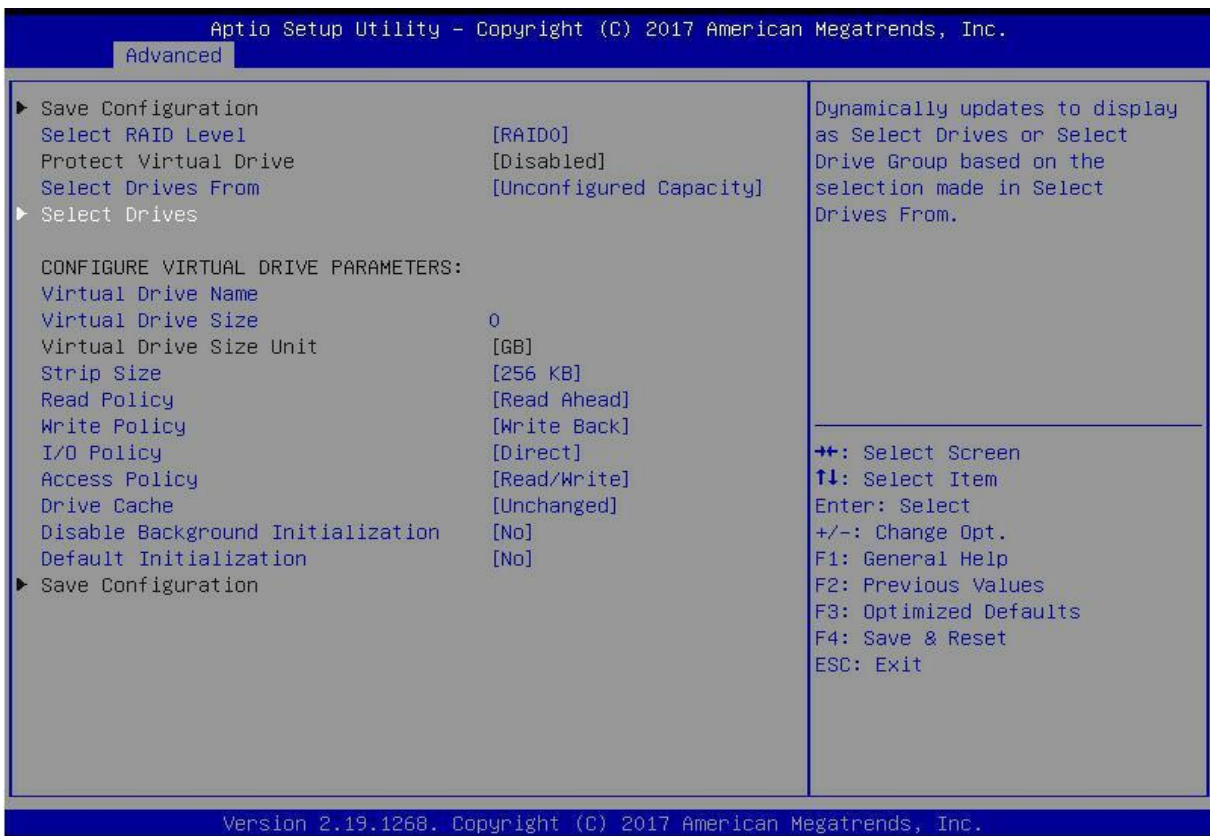 Aptio Setup Utility – Copyright (C) 2017 American Megatrends, Inc.
Advanced
▶ Save Configuration
Select RAID Level [RAID0]
Protect Virtual Drive [Disabled]
Select Drives From [Unconfigured Capacity]
▶ Select Drives
CONFIGURE VIRTUAL DRIVE PARAMETERS:
Virtual Drive Name
Virtual Drive Size 0
Virtual Drive Size Unit [GB]
Strip Size [256 KB]
Read Policy [Read Ahead]
Write Policy [Write Back]
I/O Policy [Direct]
Access Policy [Read/Write]
Drive Cache [Unchanged]
Disable Background Initialization [No]
Default Initialization [No]
▶ Save Configuration
Dynamically updates to display
as Select Drives or Select
Drive Group based on the
selection made in Select
Drives From.
→←: Select Screen
↑↓: Select Item
Enter: Select
+/-: Change Opt.
F1: General Help
F2: Previous Values
F3: Optimized Defaults
F4: Save & Reset
ESC: Exit
Version 2.19.1268. Copyright (C) 2017 American Megatrends, Inc.